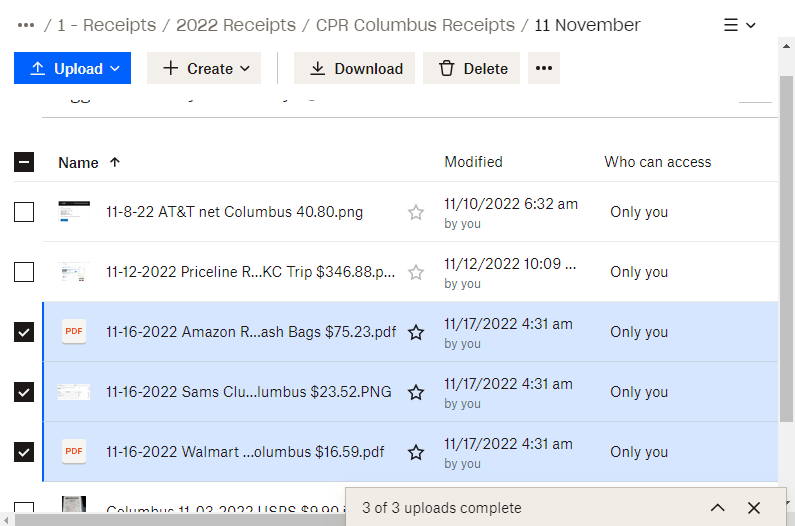 ... / 1 - Receipts / 2022 Receipts / CPR Columbus Receipts / 11 November
Upload Create Download Delete ...
Name Modified Who can access
11-8-22 AT&T net Columbus 40.80.png 11/10/2022 6:32 am Only you
by you
11-12-2022 Priceline R...KC Trip $346.88.p... 11/12/2022 10:09 ... Only you
by you
PDF 11-16-2022 Amazon R...ash Bags $75.23.pdf 11/17/2022 4:31 am Only you
by you
11-16-2022 Sams Clu...lumbus $23.52.PNG 11/17/2022 4:31 am Only you
by you
PDF 11-16-2022 Walmart ...olumbus $16.59.pdf 11/17/2022 4:31 am Only you
by you
Columbus 11-03-2022 USPS $9.90
3 of 3 uploads complete